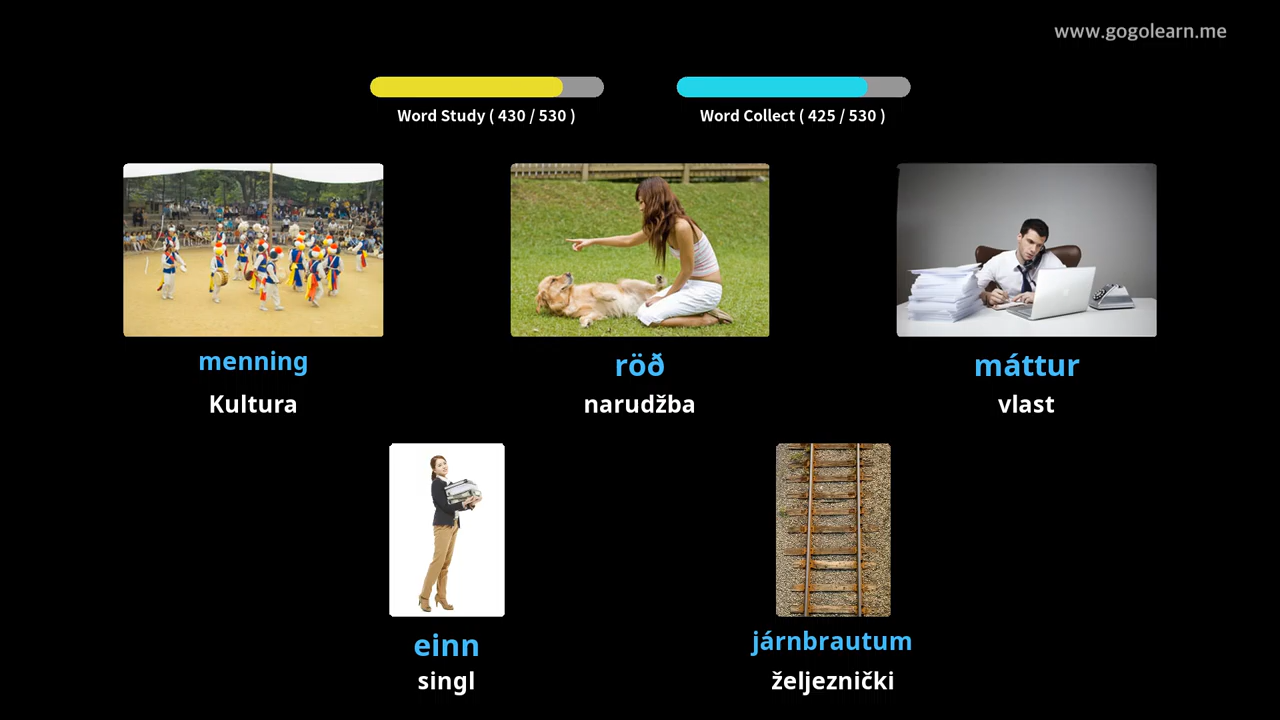 www.gogolearn.me
Word Study ( 430 / 530 )
Word Collect ( 425 / 530 )
menning
Kultura
röð
narudžba
máttur
vlast
einn
singl
járnbrautum
željeznički